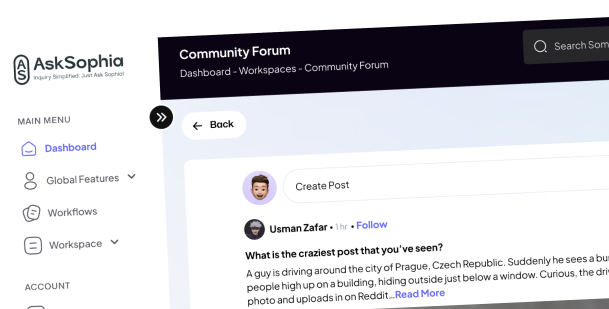 AskSophia
Inquiry Simplified: Just Ask Sophia!
MAIN MENU
Dashboard
Global Features
Workflows
Workspace
ACCOUNT
Community Forum
Dashboard - Workspaces - Community Forum
Search Som
← Back
Create Post
Usman Zafar • 1 hr • Follow
What is the craziest post that you've seen?
A guy is driving around the city of Prague, Czech Republic. Suddenly he sees a bu
people high up on a building, hiding outside just below a window. Curious, the dri
photo and uploads in on Reddit...Read More